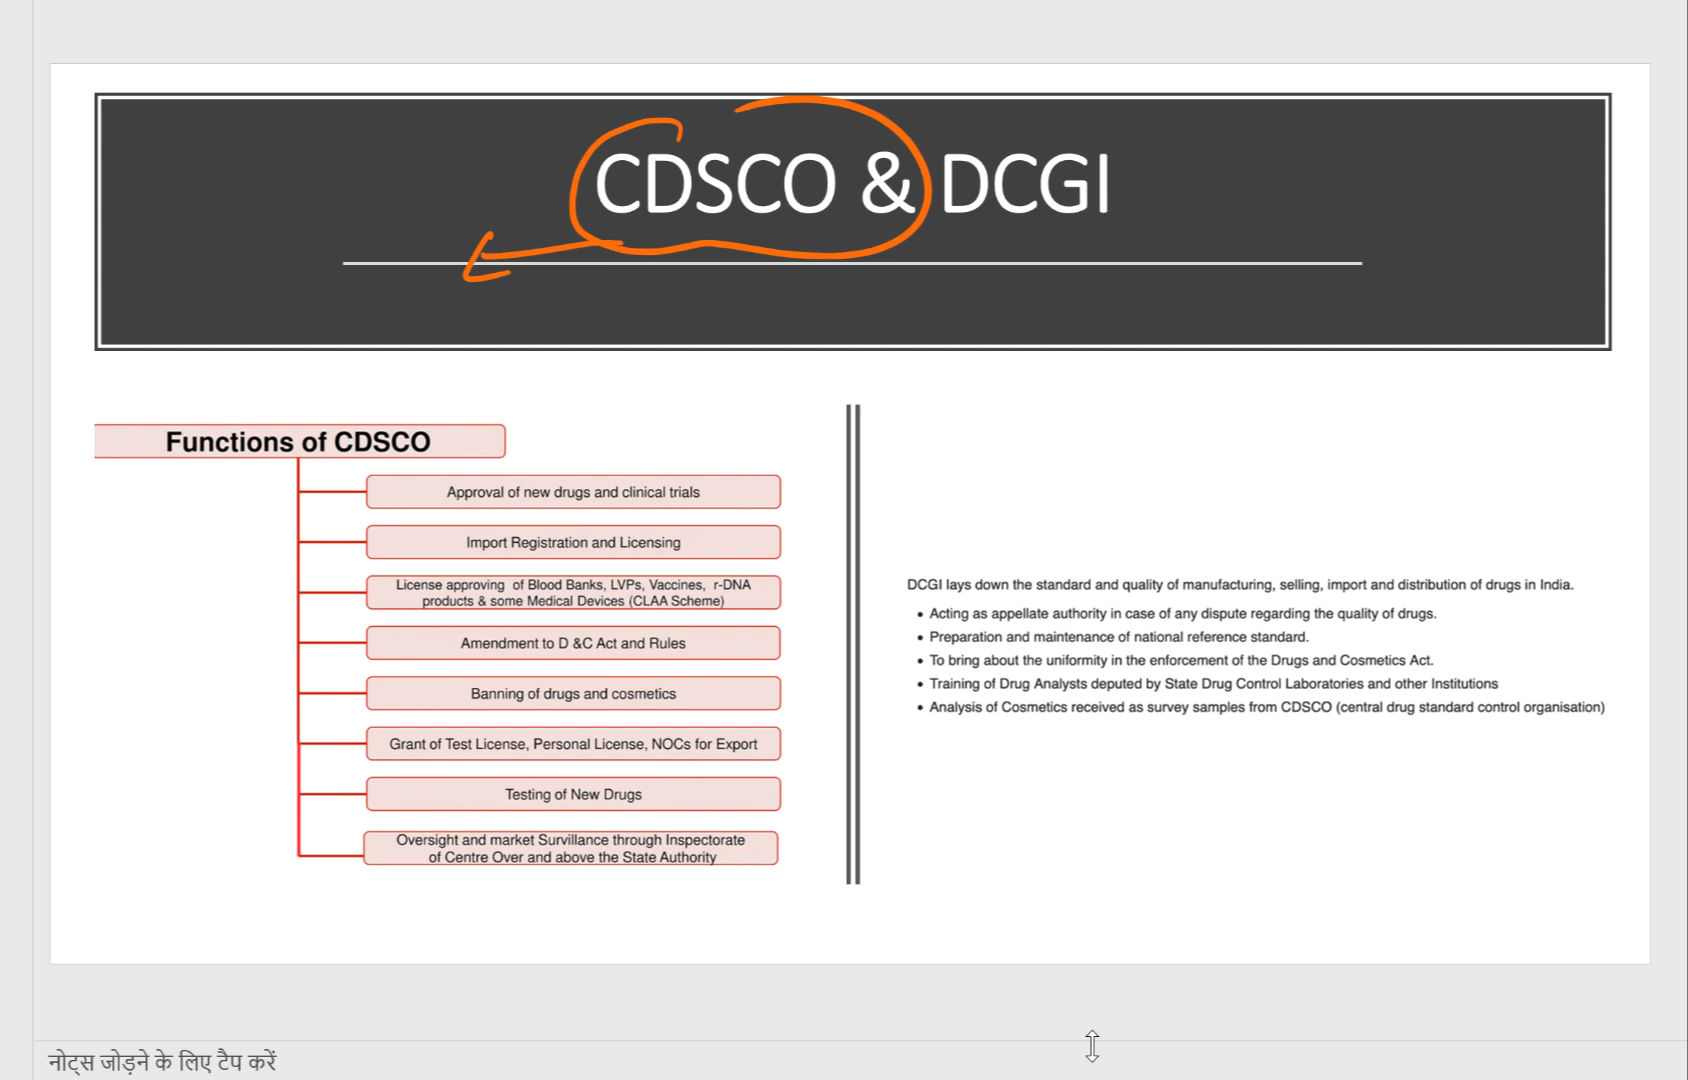 CDSCO & DCGI
Functions of CDSCO
Approval of new drugs and clinical trials
Import Registration and Licensing
License approving of Blood Banks, LVPs, Vaccines, r-DNA
products & some Medical Devices (CLAA Scheme)
Amendment to D &C Act and Rules
Banning of drugs and cosmetics
Grant of Test License, Personal License, NOCs for Export
Testing of New Drugs
Oversight and market Survillance through Inspectorate
of Centre Over and above the State Authority
DCGI lays down the standard and quality of manufacturing, selling, import and distribution of drugs in India.
• Acting as appellate authority in case of any dispute regarding the quality of drugs.
• Preparation and maintenance of national reference standard.
• To bring about the uniformity in the enforcement of the Drugs and Cosmetics Act.
• Training of Drug Analysts deputed by State Drug Control Laboratories and other Institutions
• Analysis of Cosmetics received as survey samples from CDSCO (central drug standard control organisation)
नोट्स जोड़ने के लिए टैप करें